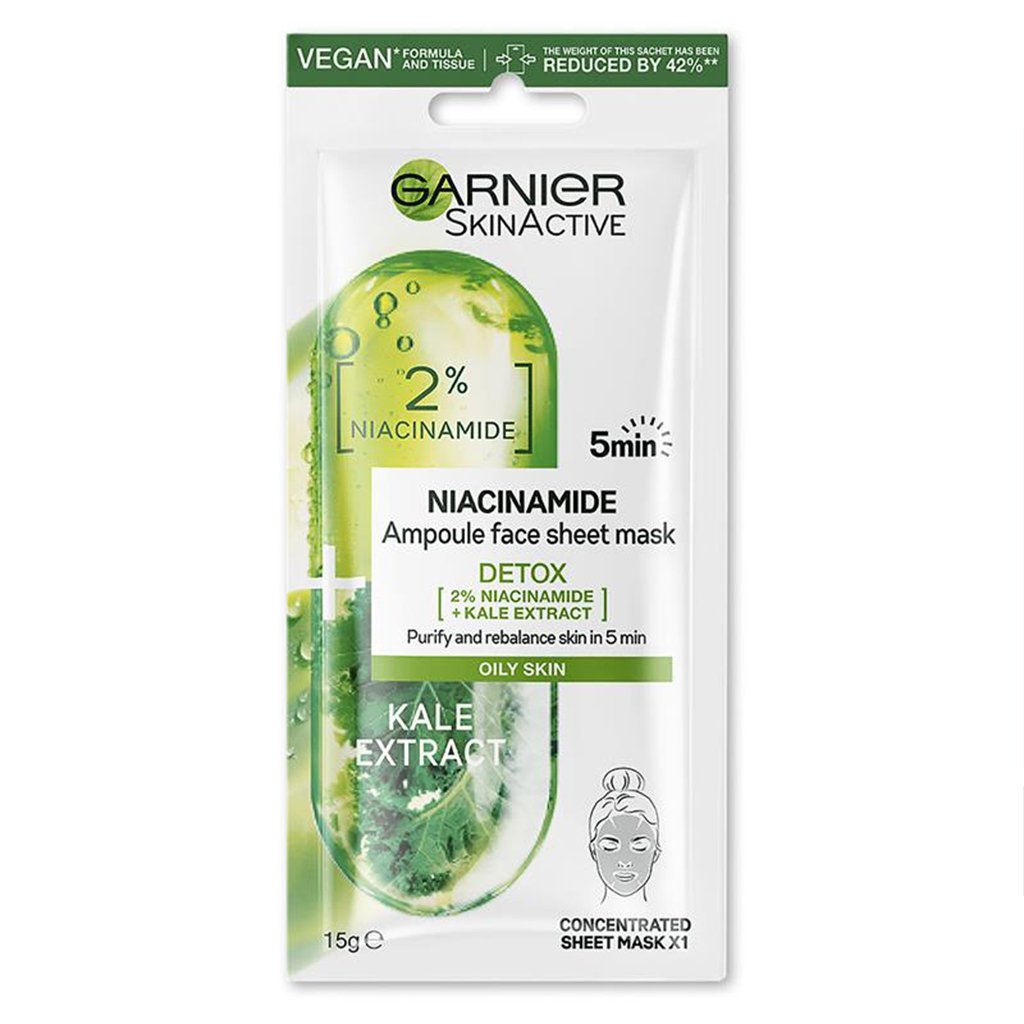 VEGAN* FORMULA AND TISSUE
THE WEIGHT OF THIS SACHET HAS BEEN
REDUCED BY 42%**
GARNIER
SKINACTIVE
2%
NIACINAMIDE
5min
NIACINAMIDE
Ampoule face sheet mask
DETOX
[ 2% NIACINAMIDE
+ KALE EXTRACT ]
Purify and rebalance skin in 5 min
OILY SKIN
KALE
EXTRACT
15g ℮
CONCENTRATED
SHEET MASK X1